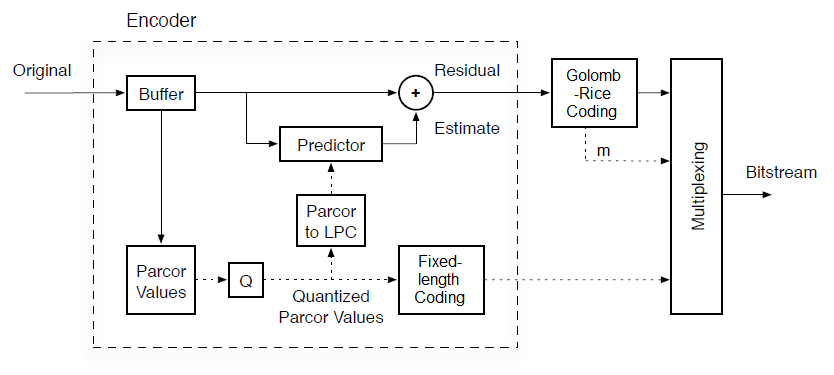 Encoder
Original
Buffer
+
Residual
Golomb
-Rice
Coding
Estimate
Predictor
m
Multiplexing
Bitstream
Parcor
to LPC
Parcor
Values
Q
Quantized
Parcor Values
Fixed-
length
Coding